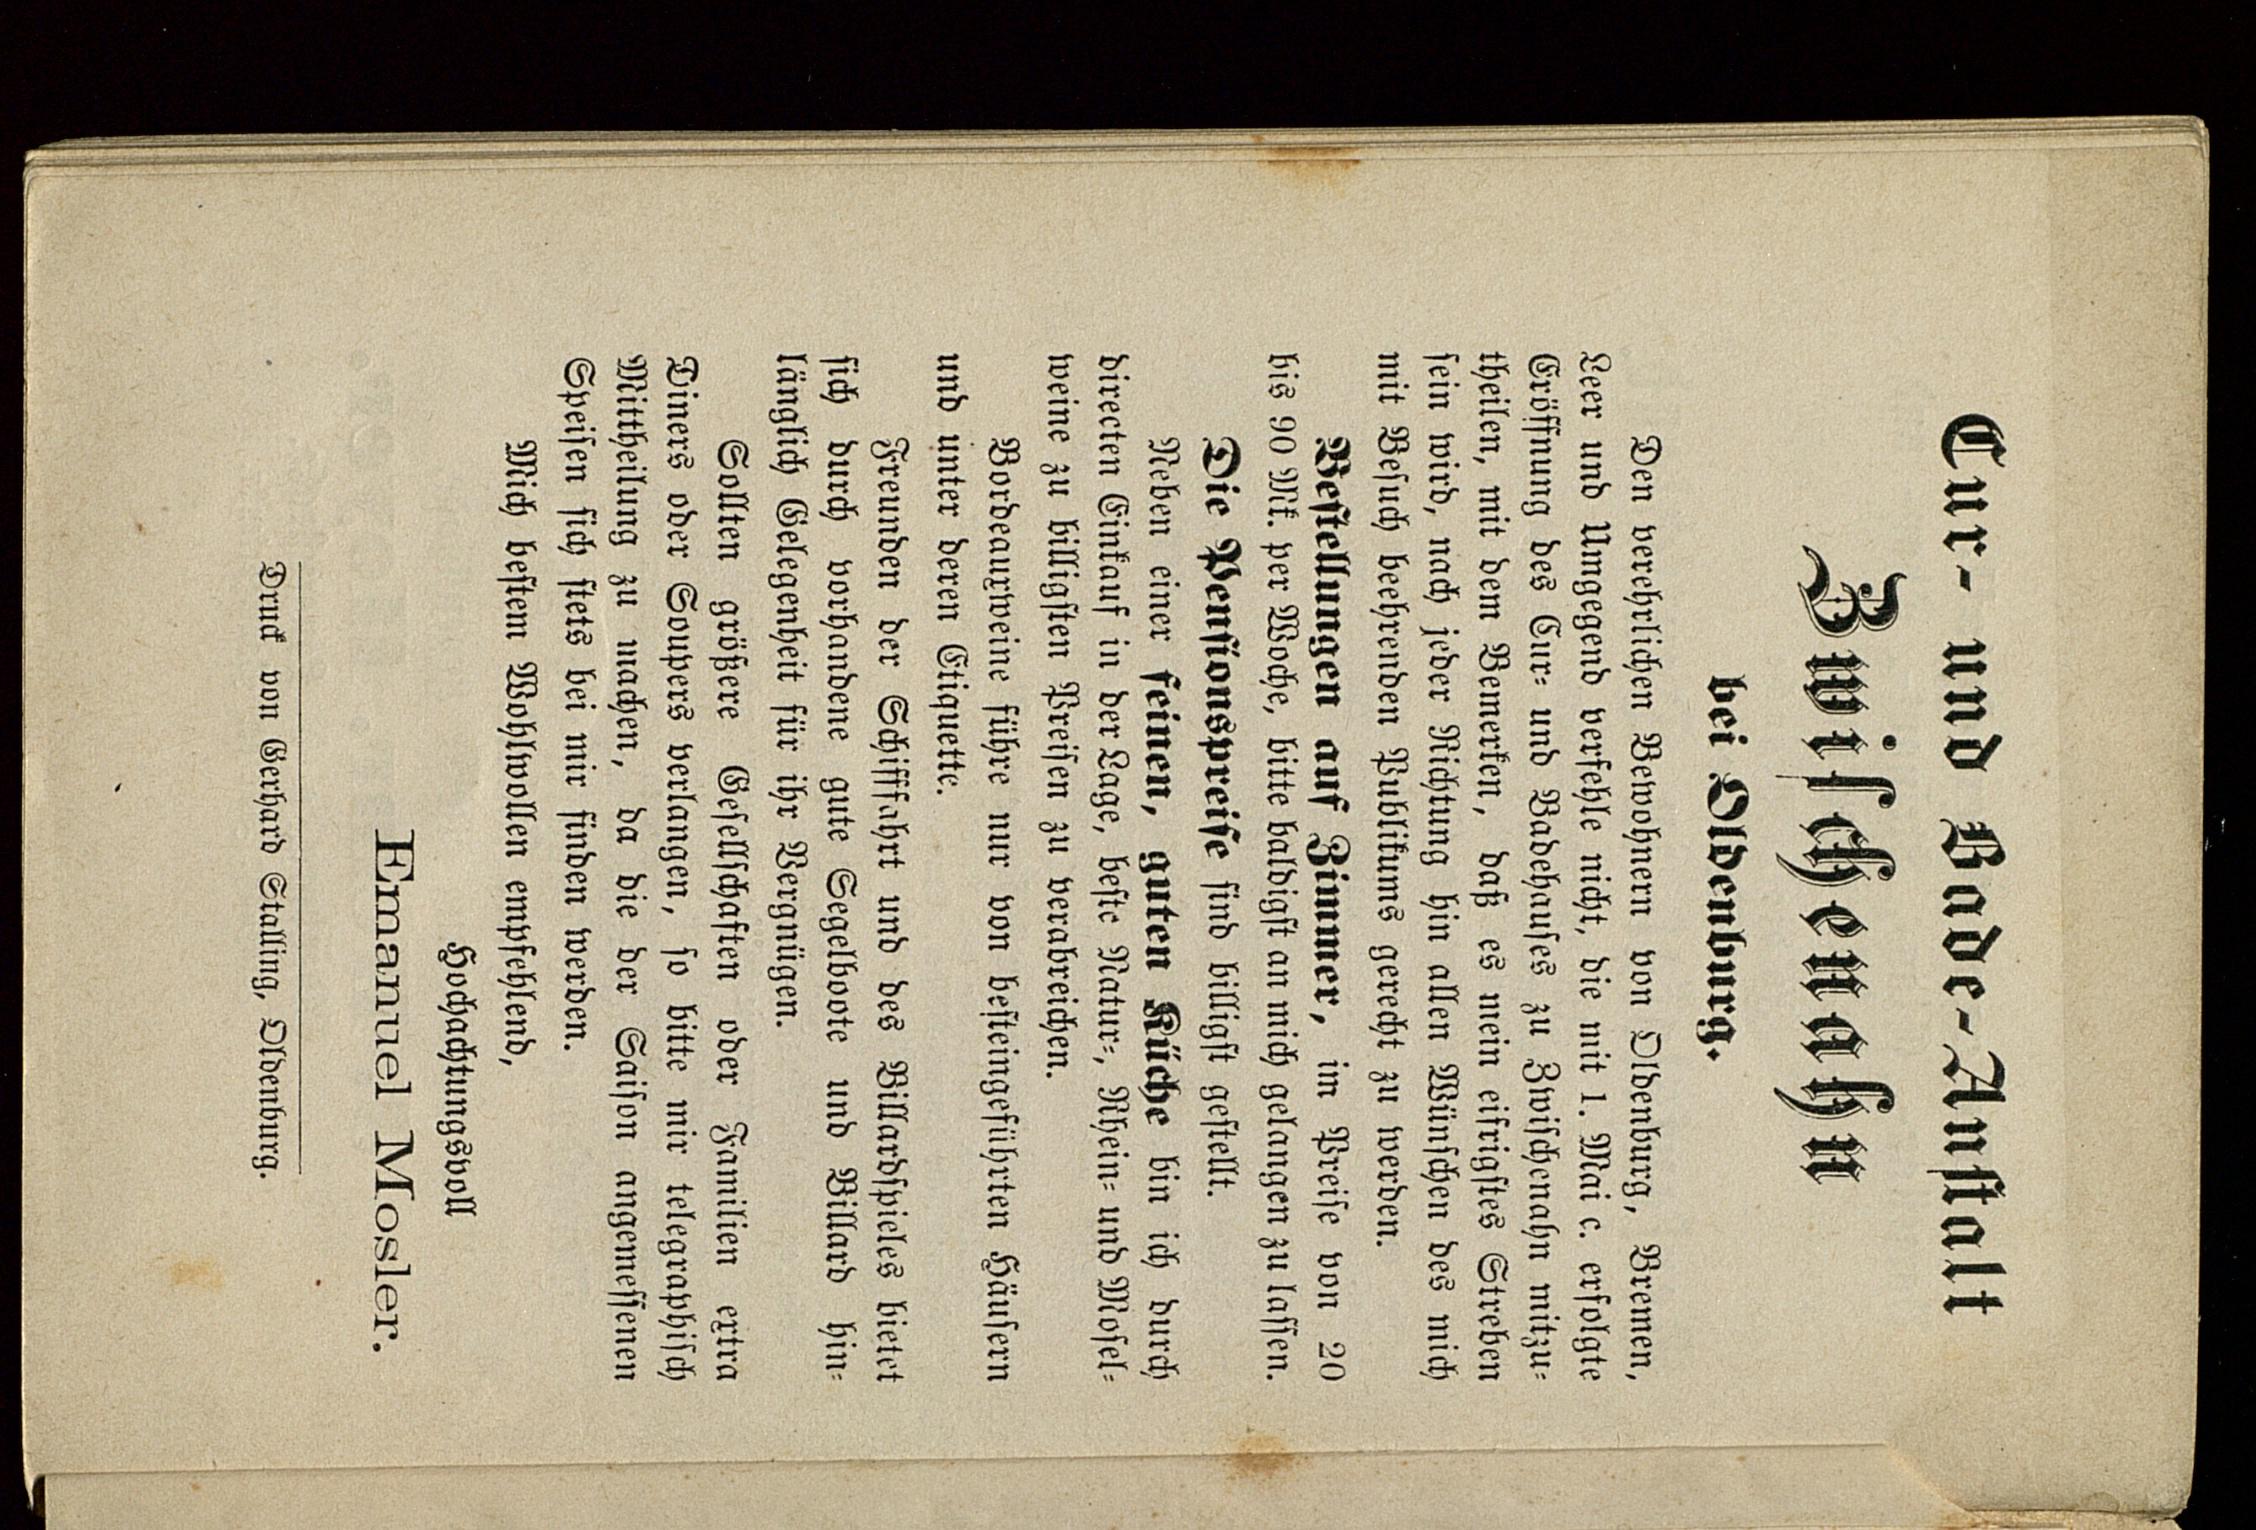 Cur- und Bade-Anstalt
Zwischenahn
bei Oldenburg.
Den verehrlichen Bewohnern von Oldenburg, Bremen,
Leer und Umgegend verfehle nicht, die mit 1. Mai c. erfolgte
Eröffnung des Cur- und Badehauses zu Zwischenahn mitzu-
theilen, mit dem Bemerken, daß es mein eifrigstes Streben
sein wird, nach jeder Richtung hin allen Wünschen des mich
mit Besuch beehrenden Publikums gerecht zu werden.
Bestellungen auf Zimmer, im Preise von 20
bis 90 Mk. per Woche, bitte baldigst an mich gelangen zu lassen.
Die Pensionspreise sind billigst gestellt.
Neben einer feinen, guten Küche bin ich durch
directen Einkauf in der Lage, beste Natur-, Rhein- und Mosel-
weine zu billigsten Preisen zu verabreichen.
Bordeauxweine führe nur von besteingeführten Häusern
und unter deren Etiquette.
Freunden der Schifffahrt und des Billardspieles bietet
sich durch vorhandene gute Segelboote und Billard hin-
länglich Gelegenheit für ihr Vergnügen.
Sollten größere Gesellschaften oder Familien extra
Diners oder Soupers verlangen, so bitte mir telegraphisch
Mittheilung zu machen, da die der Saison angemessenen
Speisen sich stets bei mir finden werden.
Mich bestem Wohlwollen empfehlend,
Hochachtungsvoll
Emanuel Mosler.
Druck von Gerhard Stalling, Oldenburg.